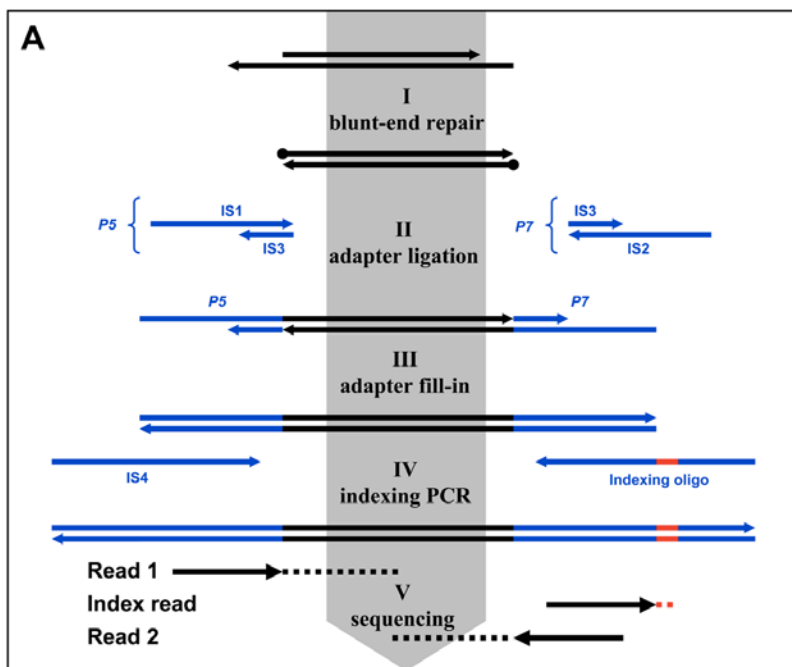 A
I
blunt-end repair
P5
IS1
IS3
II
adapter ligation
P7
IS3
IS2
P5
P7
III
adapter fill-in
IS4
IV
indexing PCR
Indexing oligo
Read 1
Index read
Read 2
V
sequencing